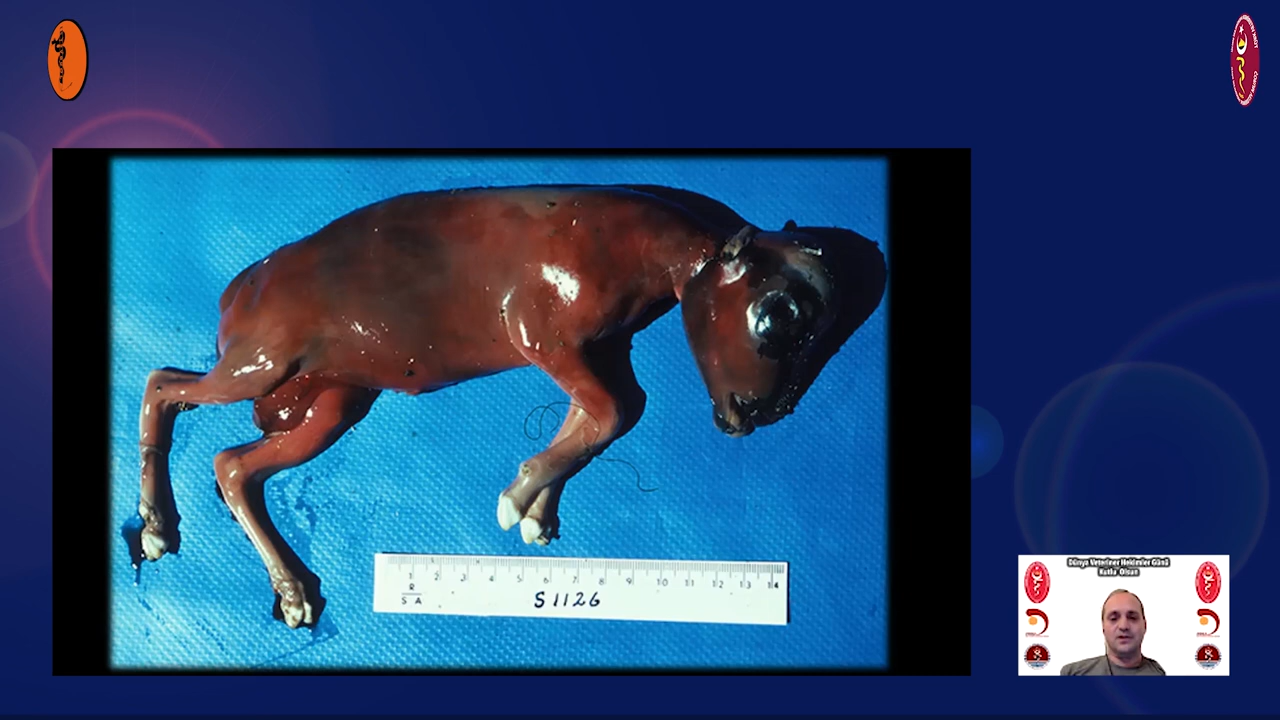 1 2 3 4 5 6 7 8 9 10 11 12 13 14
R
S A
S 1126
Dünya Veteriner Hekimler Günü
Kutlu Olsun